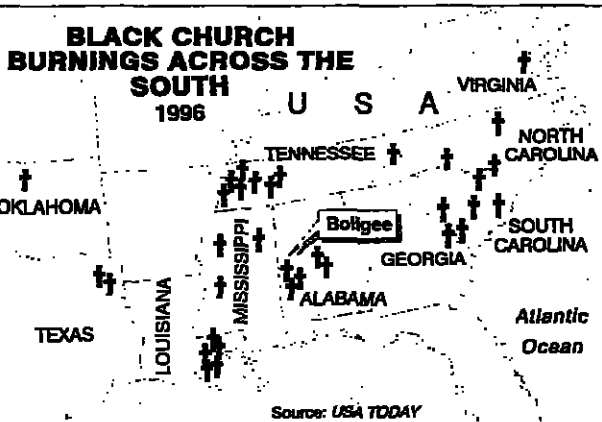 BLACK CHURCH
BURNINGS ACROSS THE
SOUTH
1996
USA
VIRGINIA
NORTH
CAROLINA
TENNESSEE
OKLAHOMA
Boligee
SOUTH
CAROLINA
GEORGIA
MISSISSIPPI
ALABAMA
LOUISIANA
TEXAS
Atlantic
Ocean
Source: USA TODAY